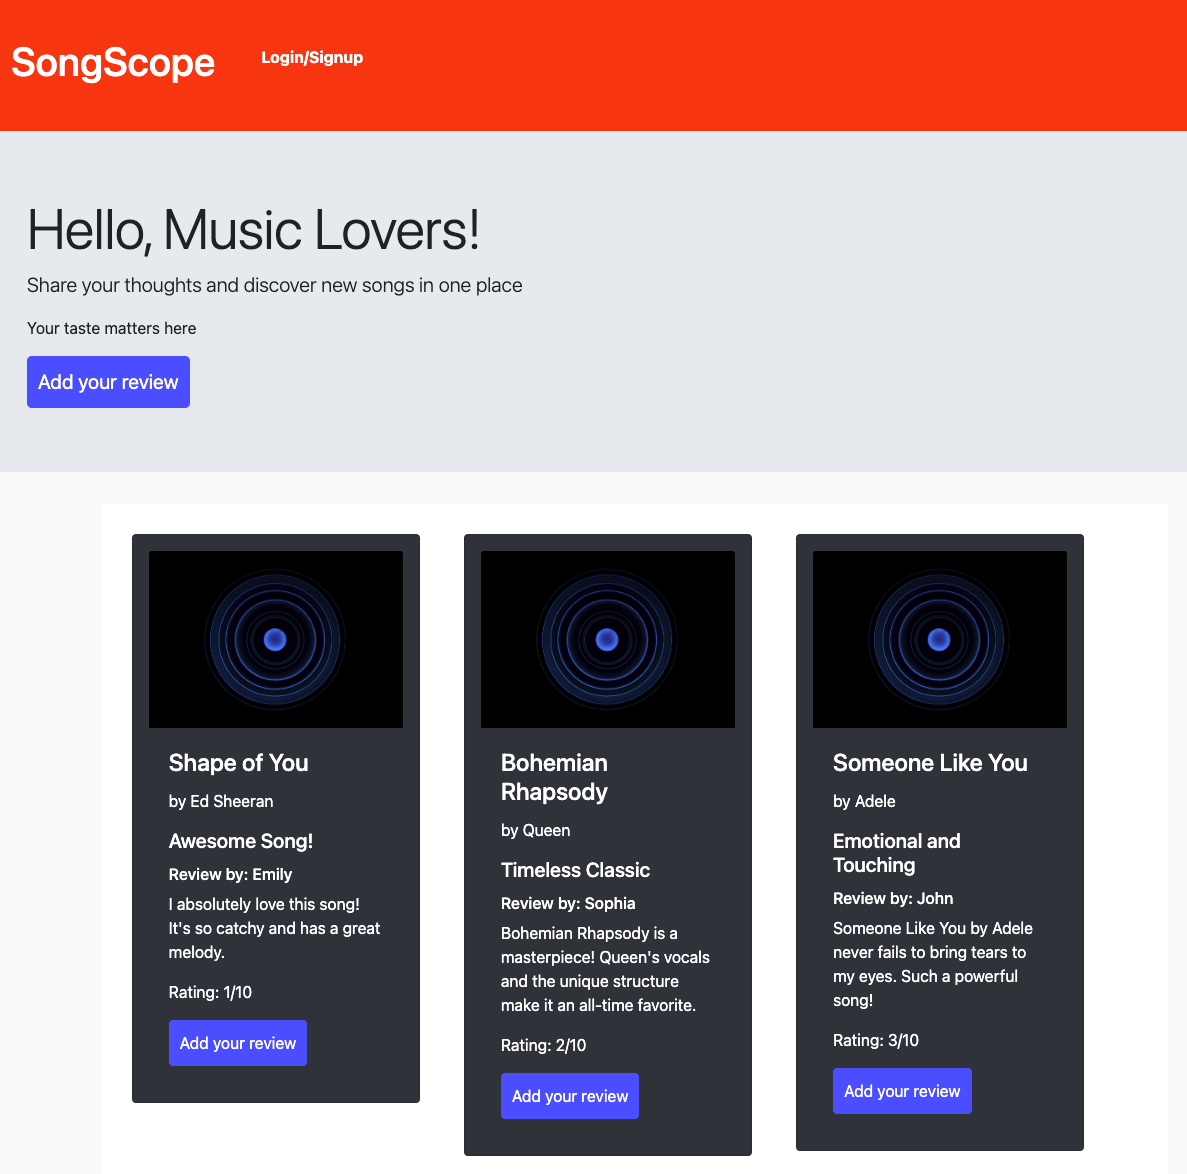 SongScope
Login/Signup
Hello, Music Lovers!
Share your thoughts and discover new songs in one place
Your taste matters here
Add your review
Shape of You
by Ed Sheeran
Awesome Song!
Review by: Emily
I absolutely love this song!
It's so catchy and has a great
melody.
Rating: 1/10
Add your review
Bohemian
Rhapsody
by Queen
Timeless Classic
Review by: Sophia
Bohemian Rhapsody is a
masterpiece! Queen's vocals
and the unique structure
make it an all-time favorite.
Rating: 2/10
Add your review
Someone Like You
by Adele
Emotional and
Touching
Review by: John
Someone Like You by Adele
never fails to bring tears to
my eyes. Such a powerful
song!
Rating: 3/10
Add your review